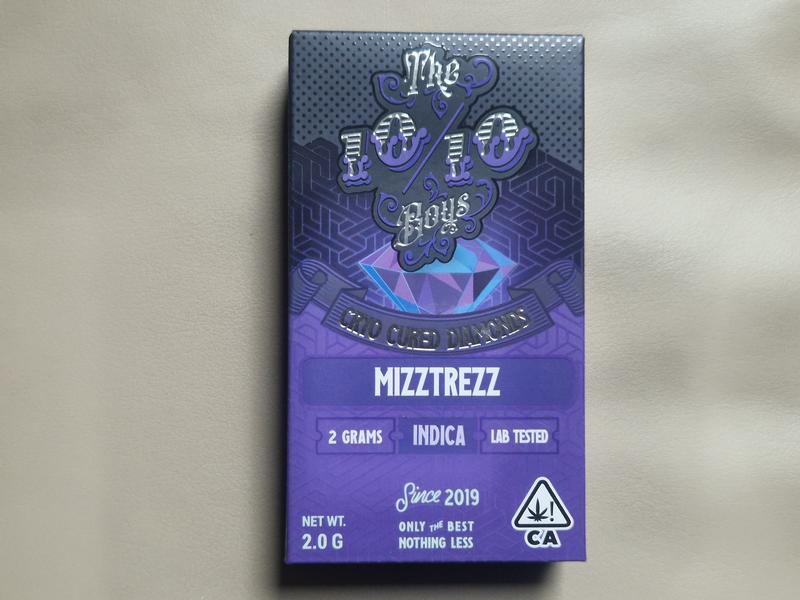 The
10/10
Boys
Co
CRYO CURED DIAMONDS
MIZZTREZZ
2 GRAMS
INDICA
LAB TESTED
Since 2019
ONLY THE BEST
NOTHING LESS
NET WT.
2.0 G
!
CA